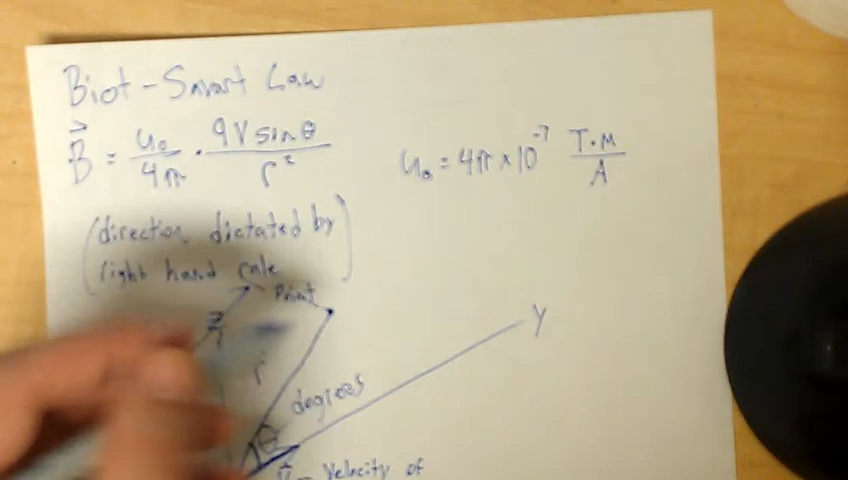 Biot-Savart Law
B⃗ = u₀/4π · qV sinθ/r²
u₀ = 4π×10⁻⁷ T·M/A
(direction dictated by
right hand rule)
Point
r
Y
degrees
θ
Velocity of